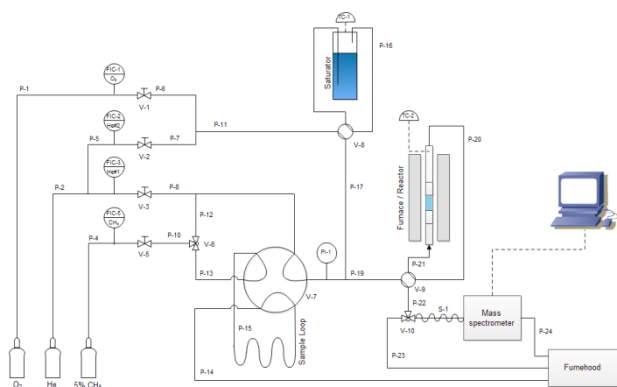 TC-1
P-16
Saturator
P-1
FIC-1
O₂
P-6
V-1
P-11
V-8
FIC-2
He#2
P-5
P-7
V-2
TC-2
P-20
P-2
FIC-3
He#1
P-8
V-3
P-17
Furnace / Reactor
P-12
FIC-5
CH₄
P-4
P-10
V-5
V-6
PI-1
P-13
P-19
P-21
V-7
V-9
P-22
S-1
Mass
spectrometer
V-10
P-15
Sample Loop
P-24
P-23
P-14
Fumehood
O₂
He
5% CH₄